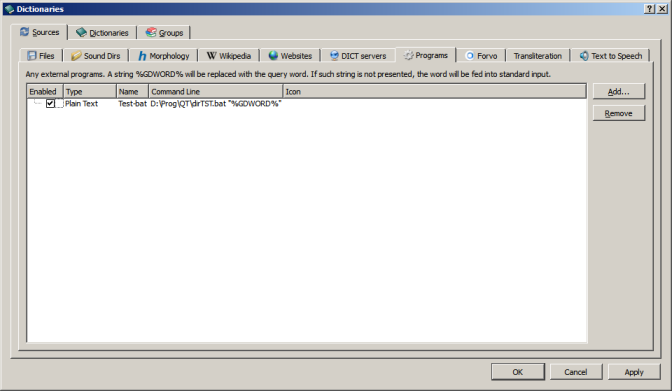 Dictionaries
Sources Dictionaries Groups
Files Sound Dirs Morphology Wikipedia Websites DICT servers Programs Forvo Transliteration Text to Speech
Any external programs. A string %GDWORD% will be replaced with the query word. If such string is not presented, the word will be fed into standard input.
Enabled Type Name Command Line Icon
Plain Text Test-bat D:\Prog\QT\dirTST.bat "%GDWORD%"
Add...
Remove
OK Cancel Apply